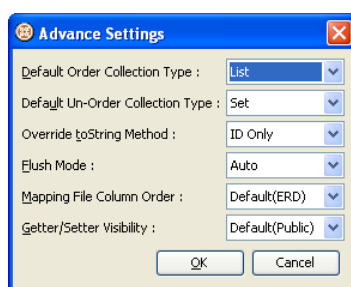 Advance Settings
Default Order Collection Type : List
Default Un-Order Collection Type : Set
Override toString Method : ID Only
Flush Mode : Auto
Mapping File Column Order : Default(ERD)
Getter/Setter Visibility : Default(Public)
OK Cancel